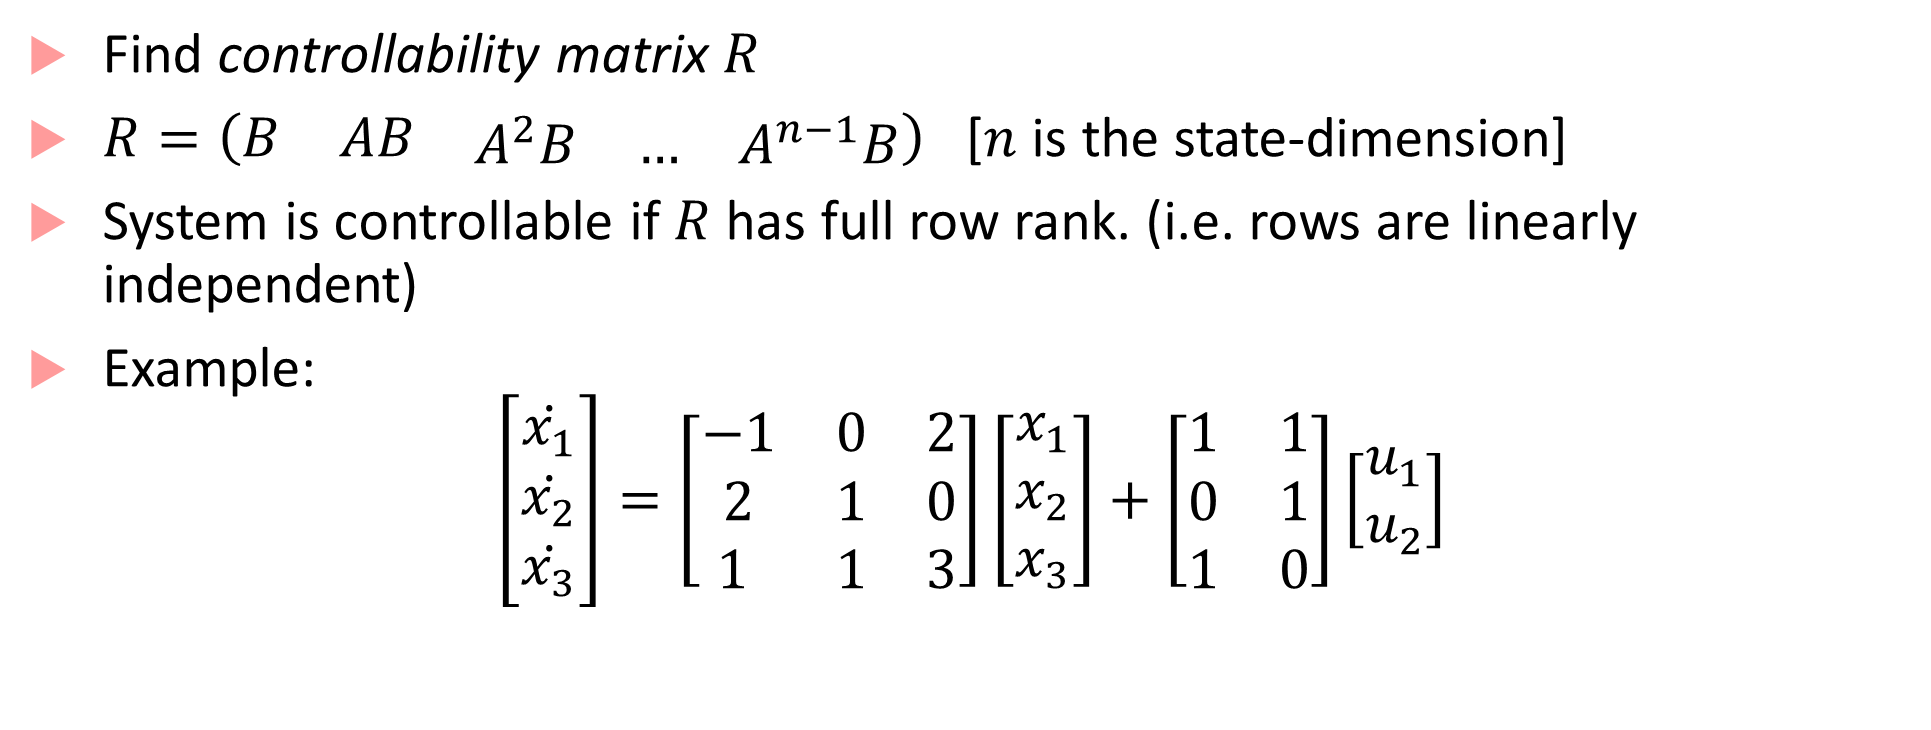 Find controllability matrix R
R = (B AB A²B … Aⁿ⁻¹B) [n is the state-dimension]
System is controllable if R has full row rank. (i.e. rows are linearly
independent)
Example:
[ẋ₁ ẋ₂ ẋ₃] = [−1 0 2; 2 1 0; 1 1 3] [x₁ x₂ x₃] + [1 1; 0 1; 1 0] [u₁ u₂]